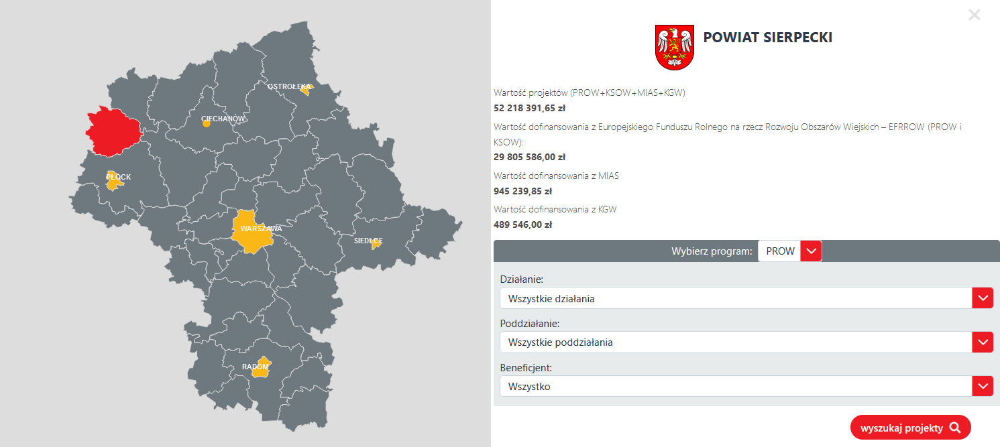 OSTROŁĘKA
CIECHANÓW
PŁOCK
WARSZAWA
SIEDLCE
RADOM
POWIAT SIERPECKI
Wartość projektów (PROW+KSOW+MIAS+KGW)
52 218 391,65 zł
Wartość dofinansowania z Europejskiego Funduszu Rolnego na rzecz Rozwoju Obszarów Wiejskich – EFRROW (PROW i
KSOW):
29 805 586,00 zł
Wartość dofinansowania z MIAS
945 239,85 zł
Wartość dofinansowania z KGW
489 546,00 zł
Wybierz program: PROW
Działanie:
Wszystkie działania
Poddziałanie:
Wszystkie poddziałania
Beneficjent:
Wszystko
wyszukaj projekty